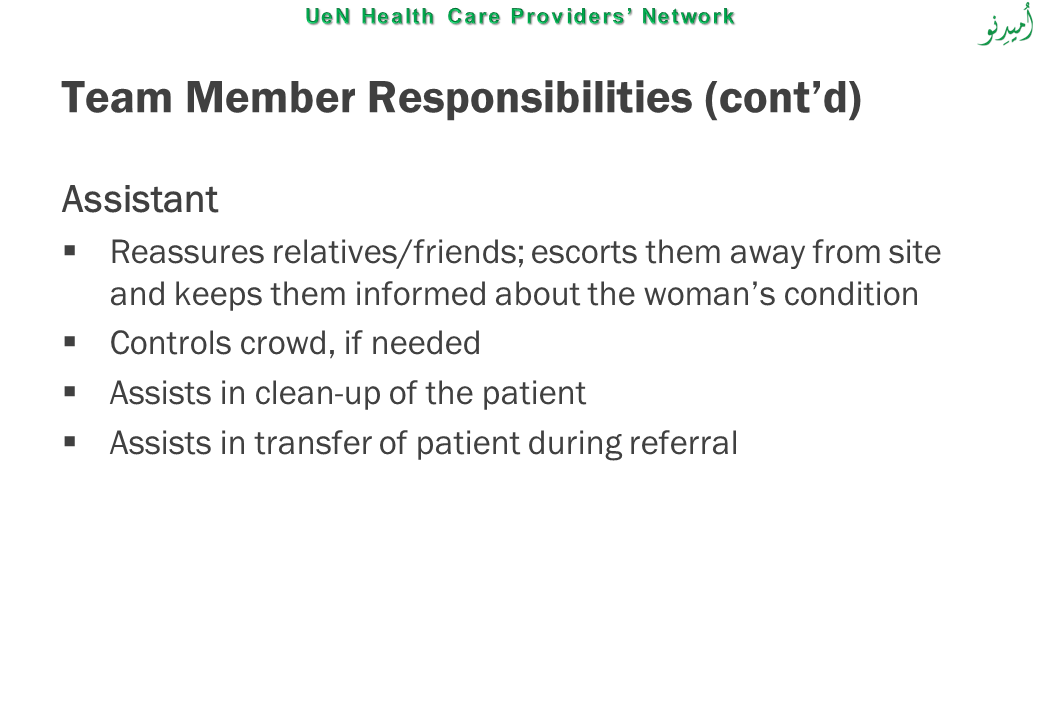 UeN Health Care Providers’ Network
اُمیدِنو
Team Member Responsibilities (cont’d)
Assistant
▪ Reassures relatives/friends; escorts them away from site
and keeps them informed about the woman’s condition
▪ Controls crowd, if needed
▪ Assists in clean-up of the patient
▪ Assists in transfer of patient during referral